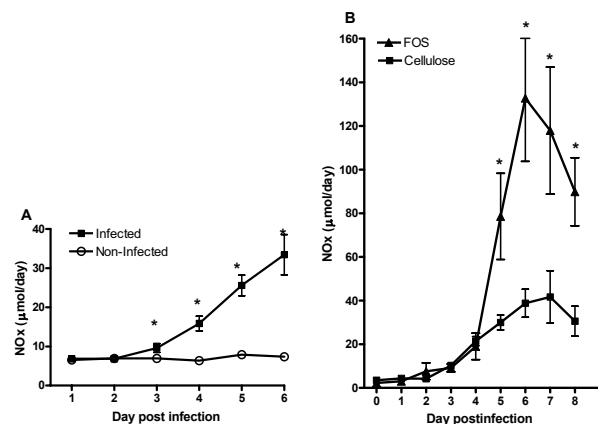 A
Infected
Non-Infected
NOx (μmol/day)
40
30
20
10
0
1 2 3 4 5 6
Day post infection
* * * *
B
FOS
Cellulose
NOx (μmol/day)
160
140
120
100
80
60
40
20
0
0 1 2 3 4 5 6 7 8
Day postinfection
* * * *